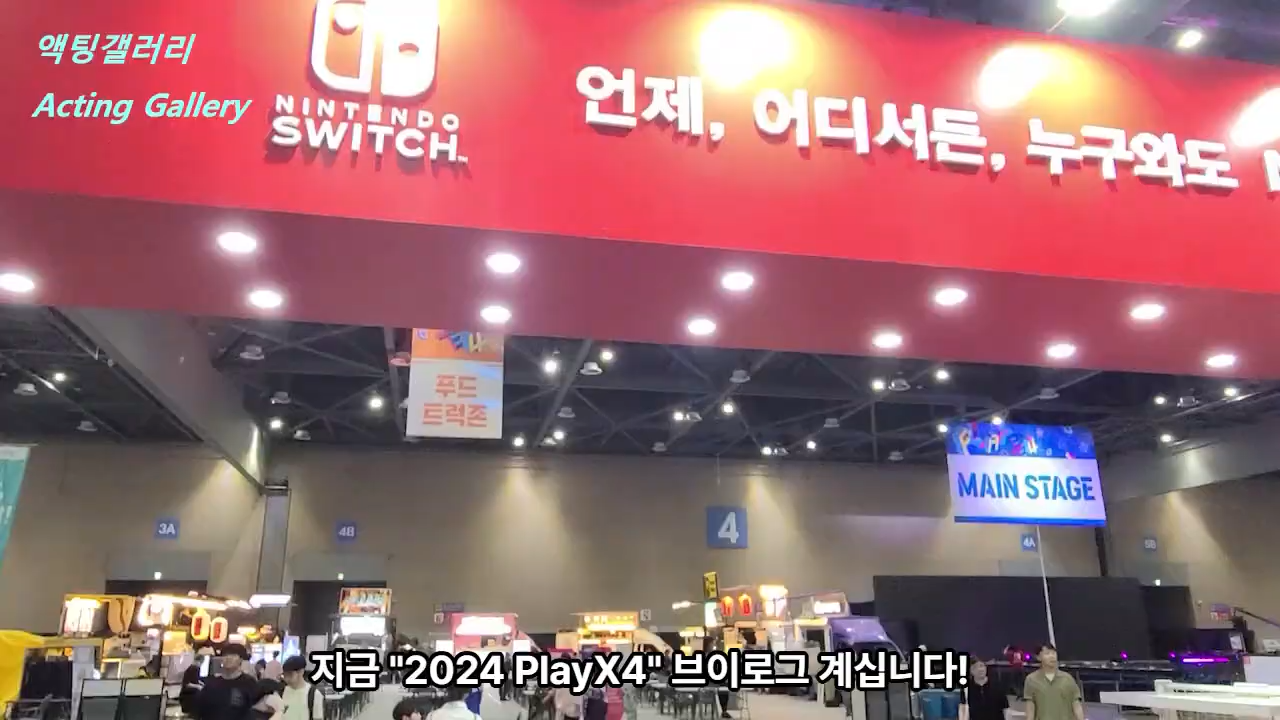 액팅갤러리
Acting Gallery
NINTENDO
SWITCH
언제, 어디서든, 누구와도
푸드
트럭존
MAIN STAGE
3A
4B
4
4A
5B
지금 "2024 PlayX4" 브이로그 계십니다!